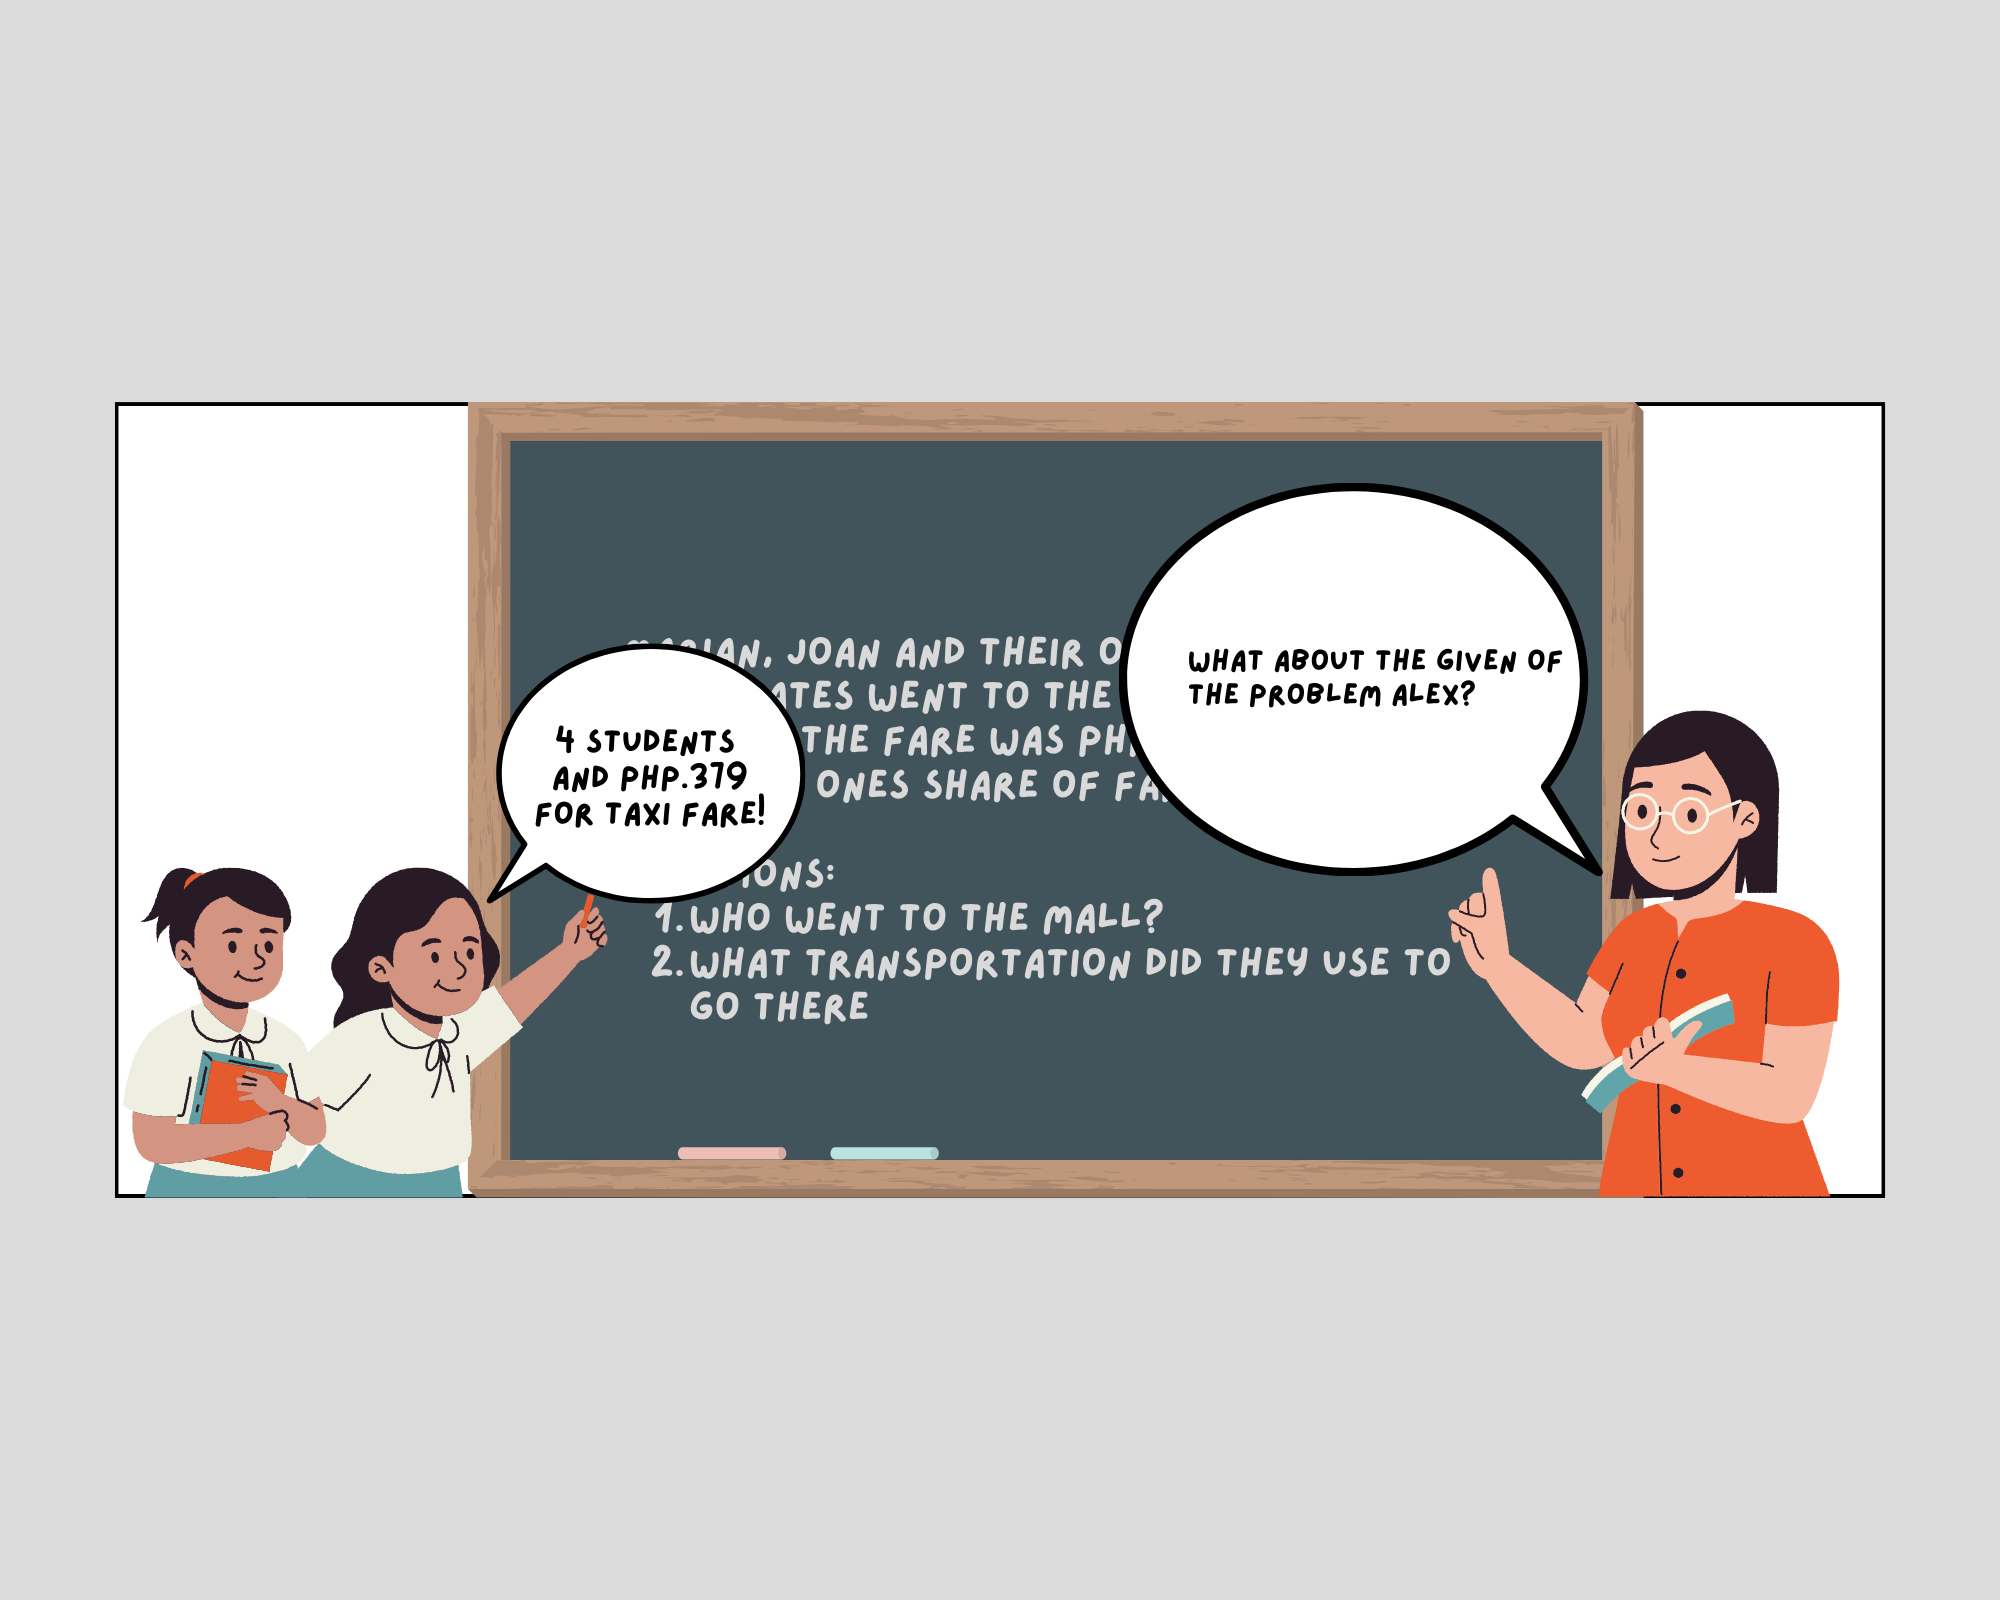 JOAN AND THEIR
WENT TO THE
THE FARE WAS
ONES SHARE OF
1. WHO WENT TO THE MALL?
2. WHAT TRANSPORTATION DID THEY USE TO
GO THERE
4 STUDENTS
AND PHP.379
FOR TAXI FARE!
WHAT ABOUT THE GIVEN OF
THE PROBLEM ALEX?